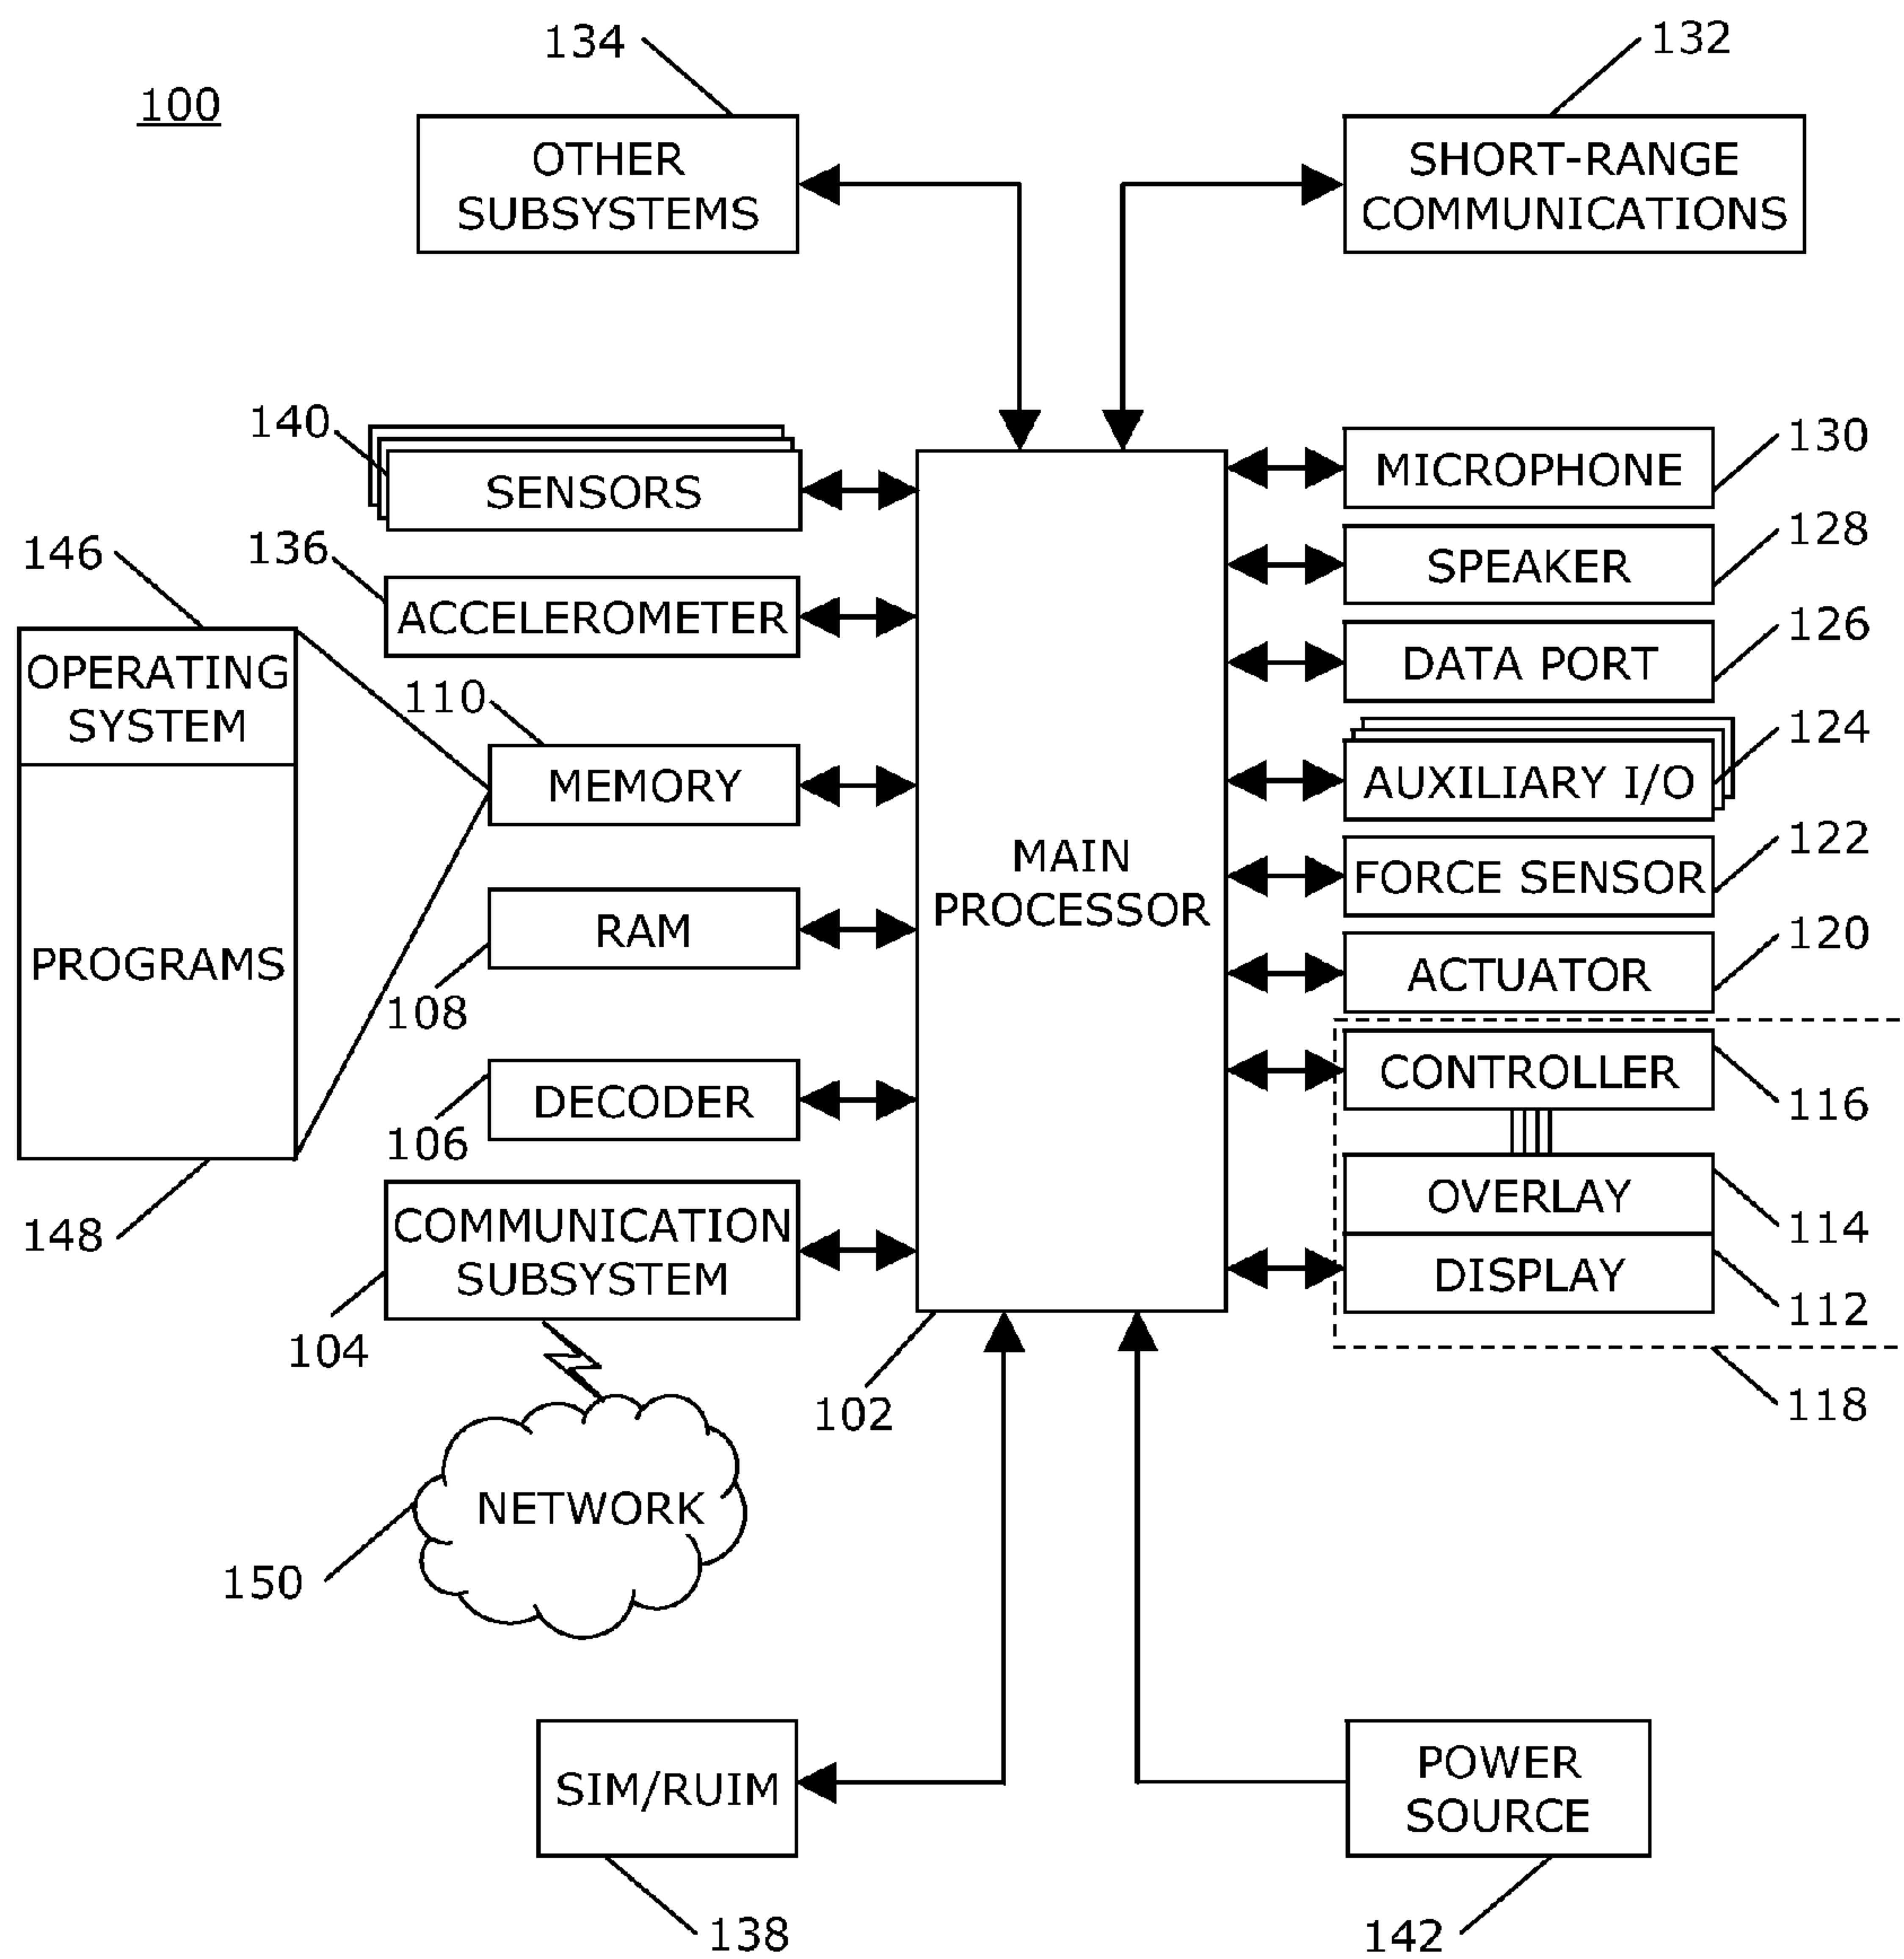 134
132
100
OTHER
SUBSYSTEMS
SHORT-RANGE
COMMUNICATIONS
140
SENSORS
MICROPHONE
130
146
136
ACCELEROMETER
SPEAKER
128
OPERATING
SYSTEM
110
MEMORY
DATA PORT
126
AUXILIARY I/O
124
PROGRAMS
MAIN
PROCESSOR
FORCE SENSOR
122
RAM
108
ACTUATOR
120
DECODER
106
CONTROLLER
116
148
COMMUNICATION
SUBSYSTEM
104
OVERLAY
114
DISPLAY
112
102
118
NETWORK
150
SIM/RUIM
138
POWER
SOURCE
142